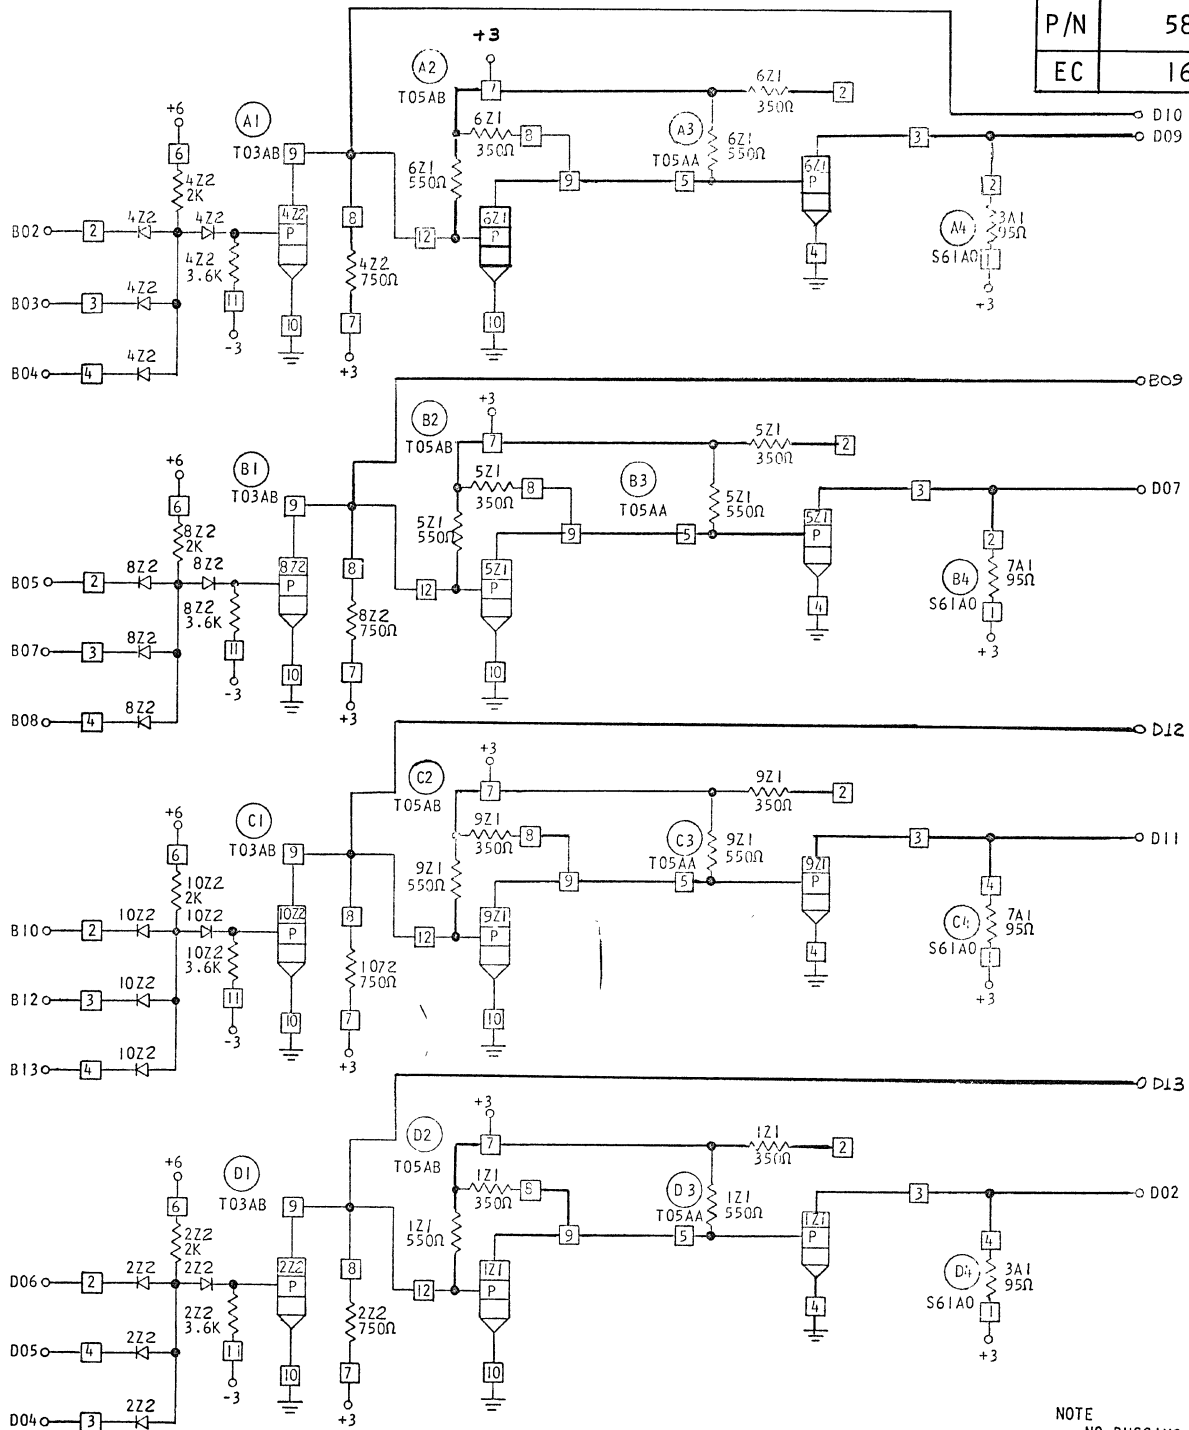 P/N 58
EC 16
+3
A2
T05AB
7
6Z1
350Ω
2
+6
A1
T03AB
9
6Z1
350Ω
8
A3
T05AA
6Z1
550Ω
D10
3
D09
6
4Z2
2K
6Z1
550Ω
9
5
6Z1
P
2
B02
2
4Z2
4Z2
4Z2
P
8
12
6Z1
P
A4
S61A0
3A1
95Ω
4Z2
3.6K
4Z2
750Ω
4
1
+3
B03
3
4Z2
11
-3
10
7
+3
10
B04
4
4Z2
B09
+3
B2
T05AB
7
5Z1
350Ω
2
+6
B1
T03AB
9
5Z1
350Ω
8
B3
T05AA
5Z1
550Ω
3
D07
6
8Z2
2K
5Z1
550Ω
9
5
5Z1
P
2
B05
2
8Z2
8Z2
8Z2
P
8
12
5Z1
P
B4
S61A0
7A1
95Ω
8Z2
3.6K
8Z2
750Ω
4
1
+3
B07
3
8Z2
11
-3
10
7
+3
10
B08
4
8Z2
D12
+3
C2
T05AB
7
9Z1
350Ω
2
+6
C1
T03AB
9
9Z1
350Ω
8
C3
T05AA
9Z1
550Ω
3
D11
6
10Z2
2K
9Z1
550Ω
9
5
9Z1
P
4
B10
2
10Z2
10Z2
10Z2
P
8
12
9Z1
P
C4
S61A0
7A1
95Ω
10Z2
3.6K
10Z2
750Ω
4
1
+3
B12
3
10Z2
11
-3
10
7
+3
10
B13
4
10Z2
D13
+3
D2
T05AB
7
1Z1
350Ω
2
+6
D1
T03AB
9
1Z1
350Ω
8
D3
T05AA
1Z1
550Ω
3
D02
6
2Z2
2K
1Z1
550Ω
9
5
1Z1
P
4
D06
2
2Z2
2Z2
2Z2
P
8
12
1Z1
P
D4
S61A0
3A1
95Ω
2Z2
3.6K
2Z2
750Ω
4
1
+3
D05
4
2Z2
11
-3
10
7
+3
10
D04
3
2Z2
NOTE